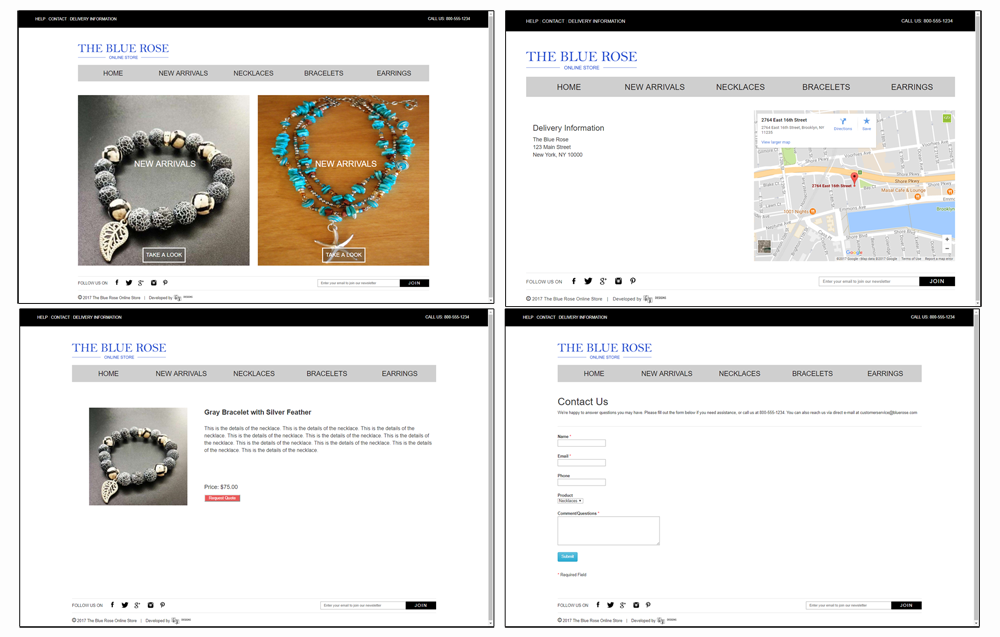 HELP CONTACT DELIVERY INFORMATION
CALL US: 800-555-1234
THE BLUE ROSE
ONLINE STORE
HOME NEW ARRIVALS NECKLACES BRACELETS EARRINGS
NEW ARRIVALS
TAKE A LOOK
NEW ARRIVALS
TAKE A LOOK
FOLLOW US ON
Enter your email to join our newsletter
JOIN
© 2017 The Blue Rose Online Store | Developed by
HELP CONTACT DELIVERY INFORMATION
CALL US: 800-555-1234
THE BLUE ROSE
ONLINE STORE
HOME NEW ARRIVALS NECKLACES BRACELETS EARRINGS
Delivery Information
The Blue Rose
123 Main Street
New York, NY 10000
2764 East 16th Street
2764 East 16th Street, Brooklyn, NY
11235
Directions
Save
View larger map
Shore Pkwy
Shore Pkwy
Shore Pkwy
2764 East 16th Street
Masal Cafe & Lounge
1001 Nights
Google
FOLLOW US ON
Enter your email to join our newsletter
JOIN
© 2017 The Blue Rose Online Store | Developed by
HELP CONTACT DELIVERY INFORMATION
CALL US: 800-555-1234
THE BLUE ROSE
ONLINE STORE
HOME NEW ARRIVALS NECKLACES BRACELETS EARRINGS
Gray Bracelet with Silver Feather
This is the details of the necklace. This is the details of the necklace. This is the details of the
necklace. This is the details of the necklace. This is the details of the necklace. This is the details of
the necklace. This is the details of the necklace. This is the details of the necklace. This is the details
of the necklace. This is the details of the necklace
Price: $75.00
Request Quote
FOLLOW US ON
Enter your email to join our newsletter
JOIN
© 2017 The Blue Rose Online Store | Developed by
HELP CONTACT DELIVERY INFORMATION
CALL US: 800-555-1234
THE BLUE ROSE
ONLINE STORE
HOME NEW ARRIVALS NECKLACES BRACELETS EARRINGS
Contact Us
We're happy to answer questions you may have. Please fill out the form below if you need assistance, or call us at 800-555-1234. You can also reach us via direct e-mail at customerservice@bluerose.com
Name *
Email *
Phone
Product
Necklaces
Comment/Questions *
Submit
* Required Field
FOLLOW US ON
Enter your email to join our newsletter
JOIN
© 2017 The Blue Rose Online Store | Developed by